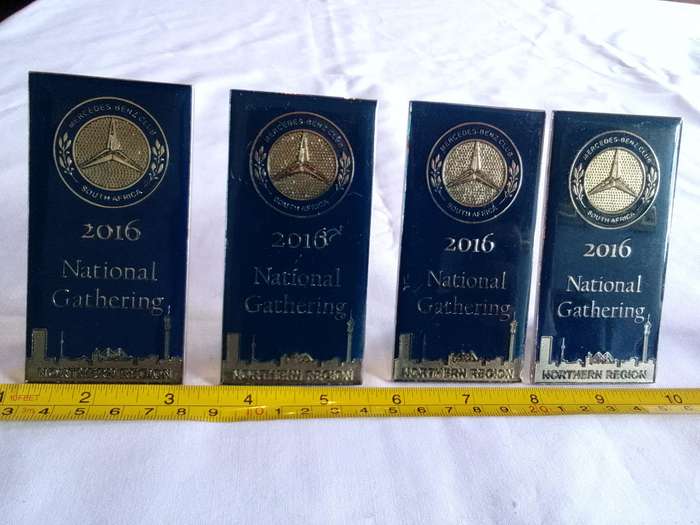 MERCEDES-BENZ CLUB
SOUTH AFRICA
2016
National
Gathering
NORTHERN REGION
MERCEDES-BENZ CLUB
SOUTH AFRICA
2016
National
Gathering
NORTHERN REGION
MERCEDES-BENZ CLUB
SOUTH AFRICA
2016
National
Gathering
NORTHERN REGION
MERCEDES-BENZ CLUB
SOUTH AFRICA
2016
National
Gathering
NORTHERN REGION
1 2 3 4 5 6 7 8 9 10